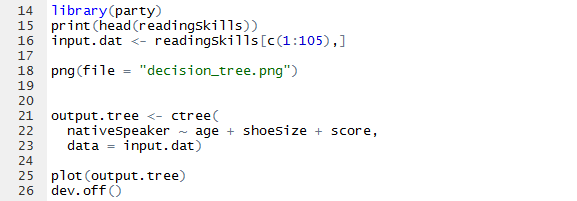 14 library(party)
15 print(head(readingSkills))
16 input.dat <- readingSkills[c(1:105),]
17
18 png(file = "decision_tree.png")
19
20
21 output.tree <- ctree(
22   nativeSpeaker ~ age + shoeSize + score,
23   data = input.dat)
24
25 plot(output.tree)
26 dev.off()